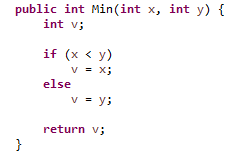 public int Min(int x, int y) {
    int v;

    if (x < y)
        v = x;
    else
        v = y;

    return v;
}